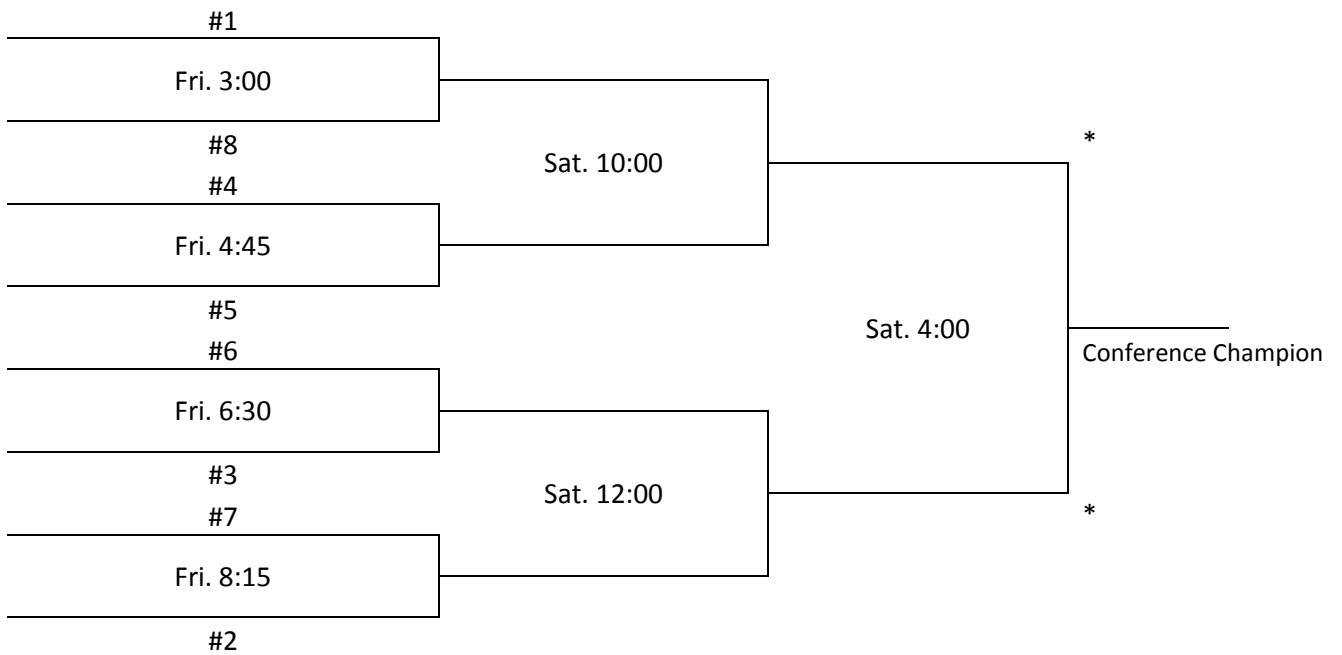 #1
Fri. 3:00
#8
#4
Fri. 4:45
#5
#6
Fri. 6:30
#3
#7
Fri. 8:15
#2
Sat. 10:00
Sat. 12:00
*
Sat. 4:00
*
Conference Champion